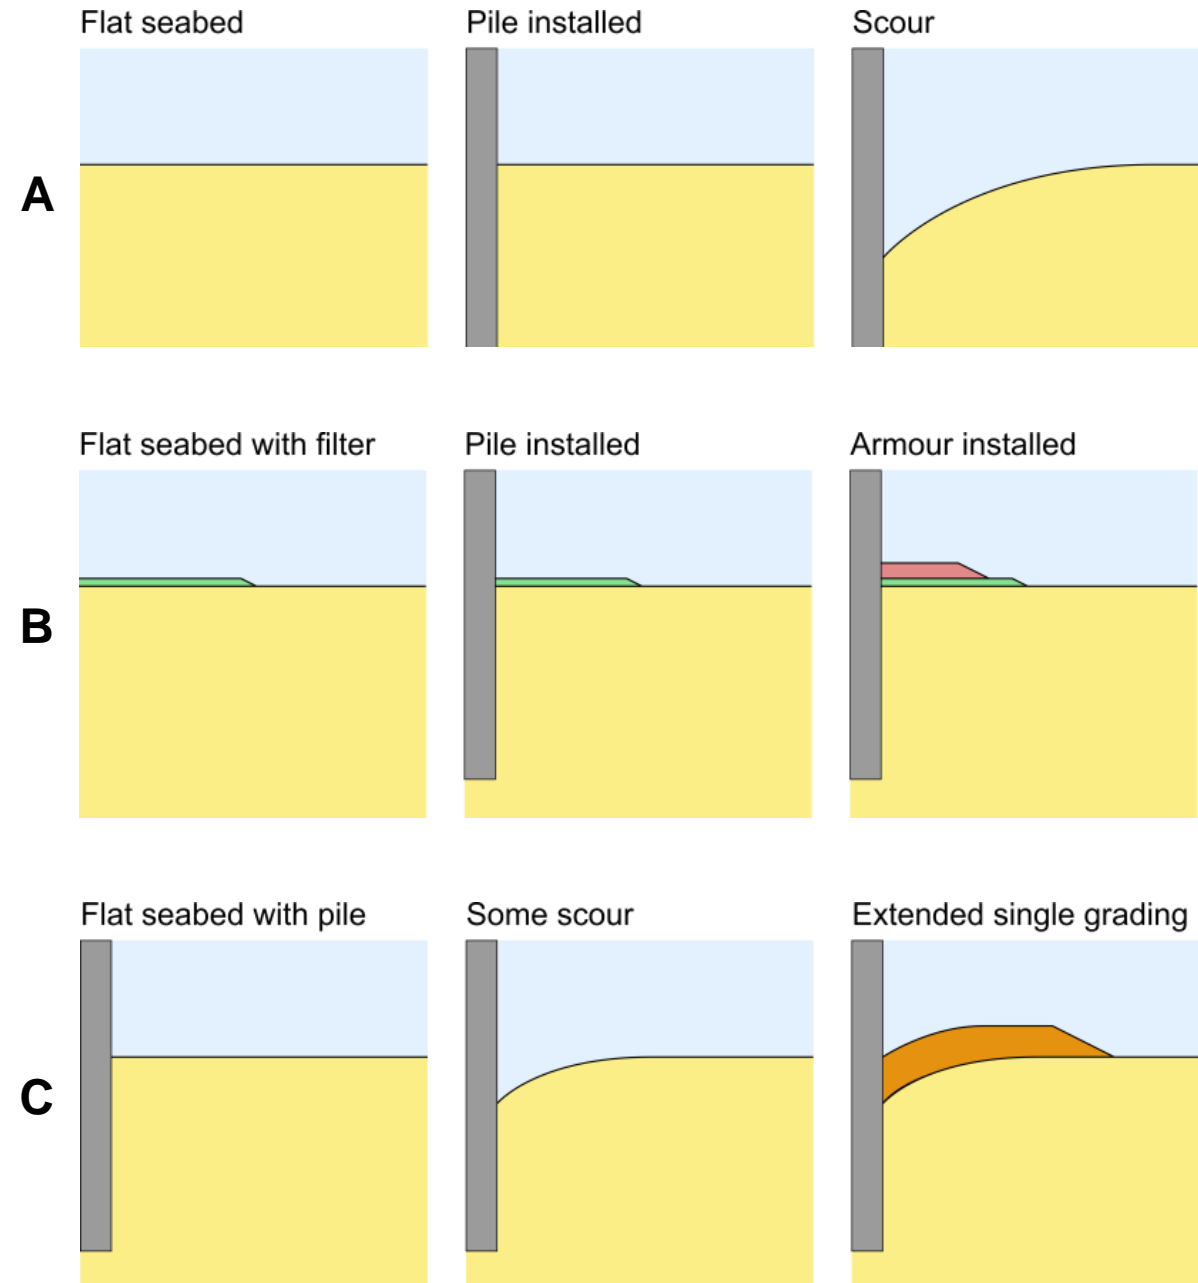 Flat seabed
Pile installed
Scour
A
Flat seabed with filter
Pile installed
Armour installed
B
Flat seabed with pile
Some scour
Extended single grading
C